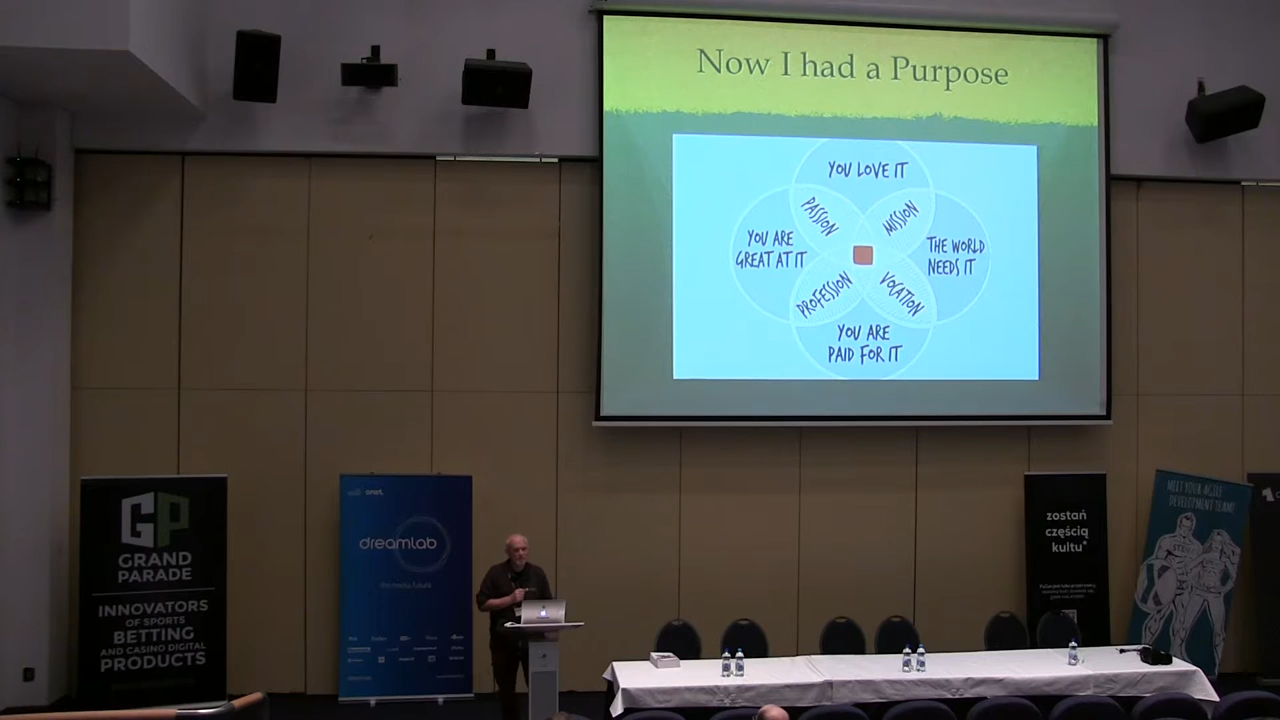 Now I had a Purpose
YOU LOVE IT
PASSION
MISSION
YOU ARE
GREAT AT IT
THE WORLD
NEEDS IT
PROFESSION
VOCATION
YOU ARE
PAID FOR IT
GP
GRAND
PARADE
INNOVATORS
OF SPORTS
BETTING
AND CASINO DIGITAL
PRODUCTS
dreamlab
zostań
częścią
kultu*
MEET YOUR AGILE
DEVELOPMENT TEAM!